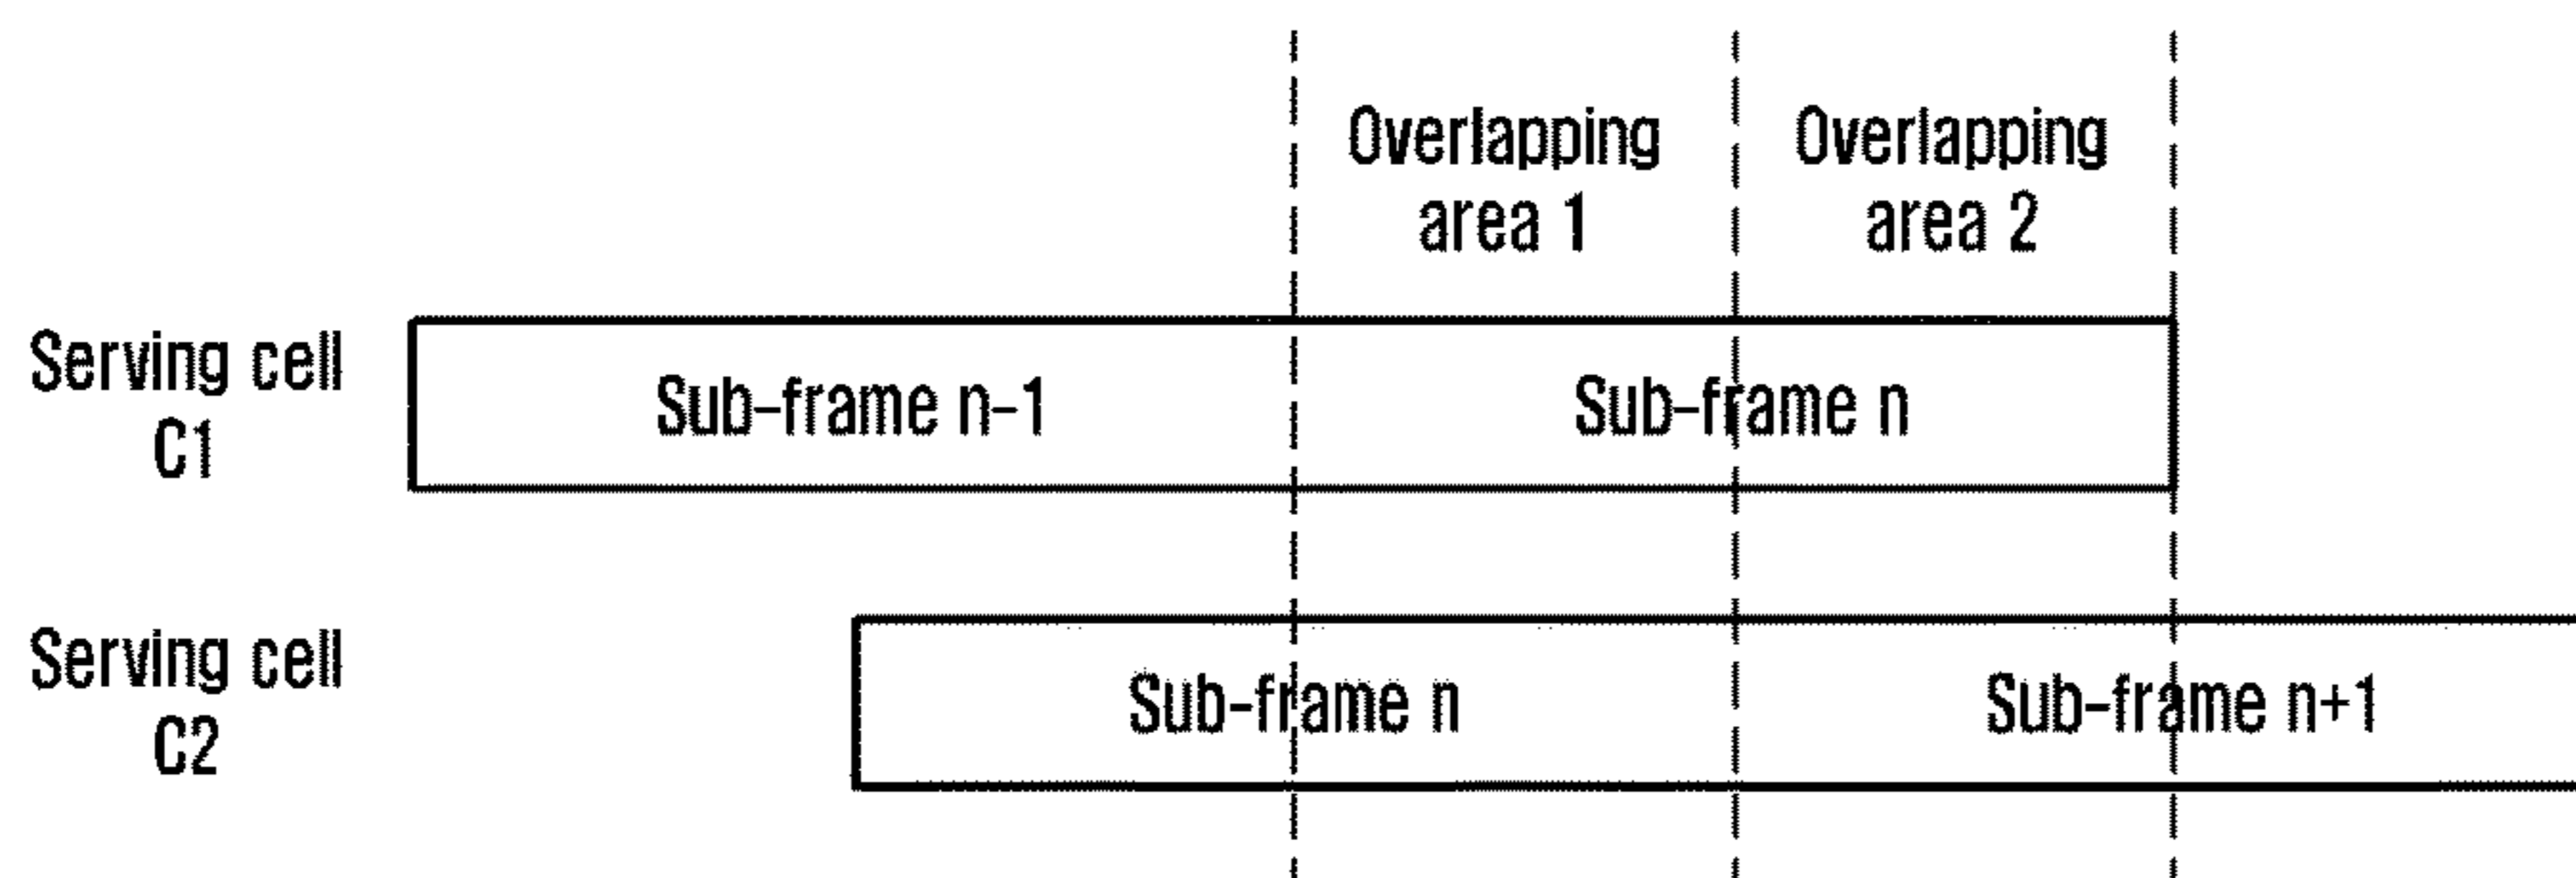 Overlapping
area 1
Overlapping
area 2
Serving cell
C1
Sub-frame n-1
Sub-frame n
Serving cell
C2
Sub-frame n
Sub-frame n+1